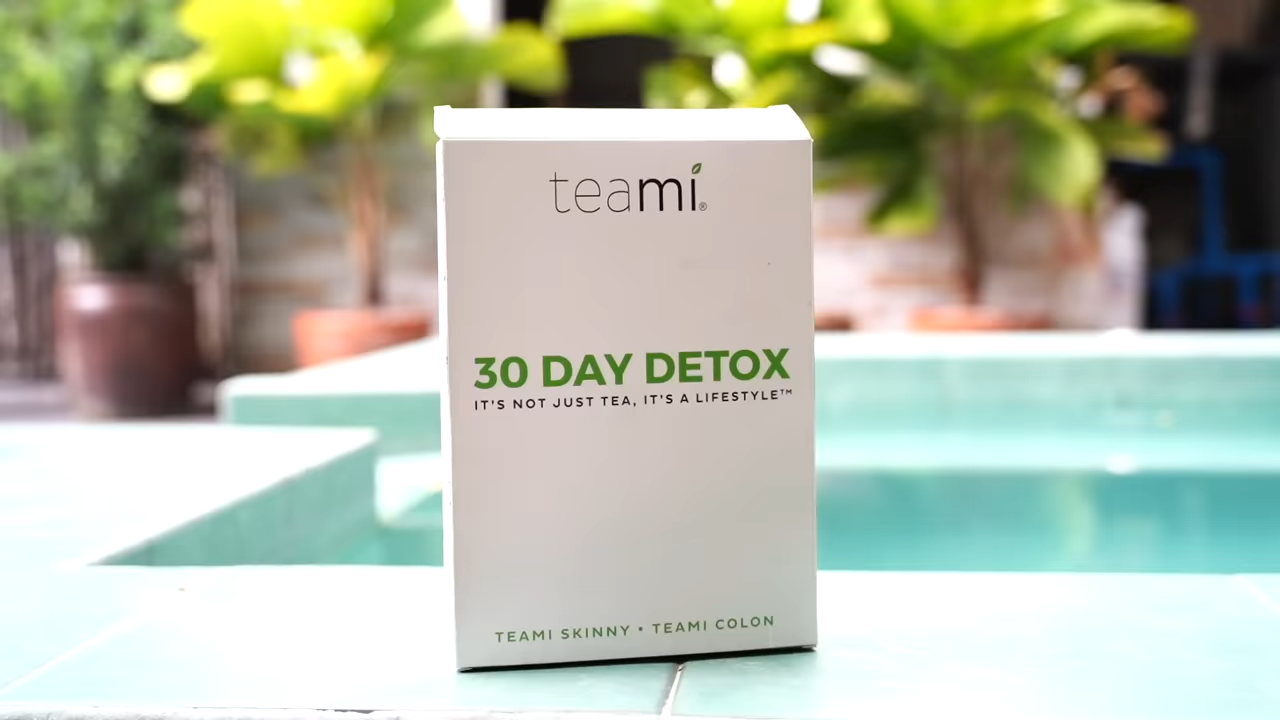 teami®
30 DAY DETOX
IT'S NOT JUST TEA, IT'S A LIFESTYLE™
TEAMI SKINNY • TEAMI COLON